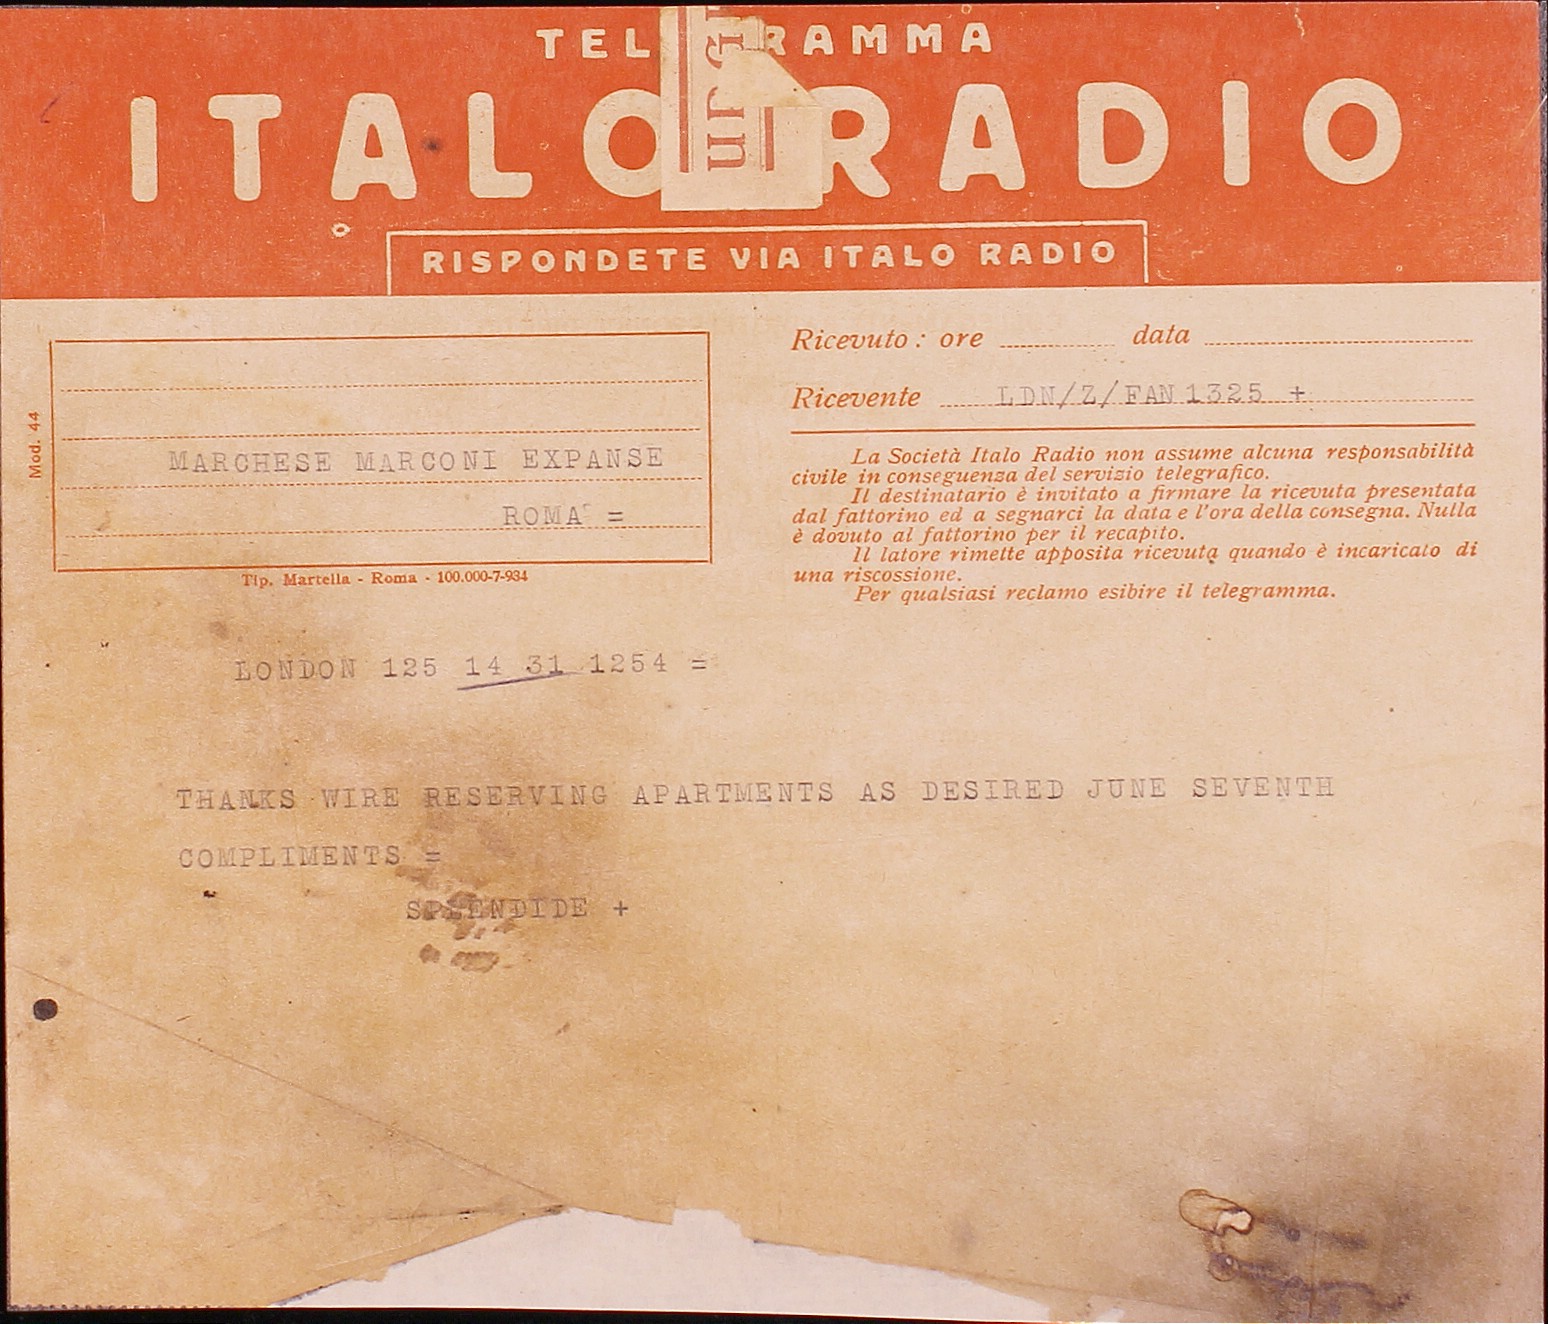 TEL RAMMA
ITALO RADIO
RISPONDETE VIA ITALO RADIO
Mod. 44
MARCHESE MARCONI EXPANSE
ROMA =
Tip. Martella - Roma - 100.000-7-934
Ricevuto : ore data
Ricevente LDN/Z/FAN 1325 +
La Società Italo Radio non assume alcuna responsabilità
civile in conseguenza del servizio telegrafico.
Il destinatario è invitato a firmare la ricevuta presentata
dal fattorino ed a segnarci la data e l'ora della consegna. Nulla
è dovuto al fattorino per il recapito.
Il latore rimette apposita ricevuta quando è incaricato di
una riscossione.
Per qualsiasi reclamo esibire il telegramma.
LONDON 125 14 31 1254 =
THANKS WIRE RESERVING APARTMENTS AS DESIRED JUNE SEVENTH
COMPLIMENTS =
SPLENDIDE +